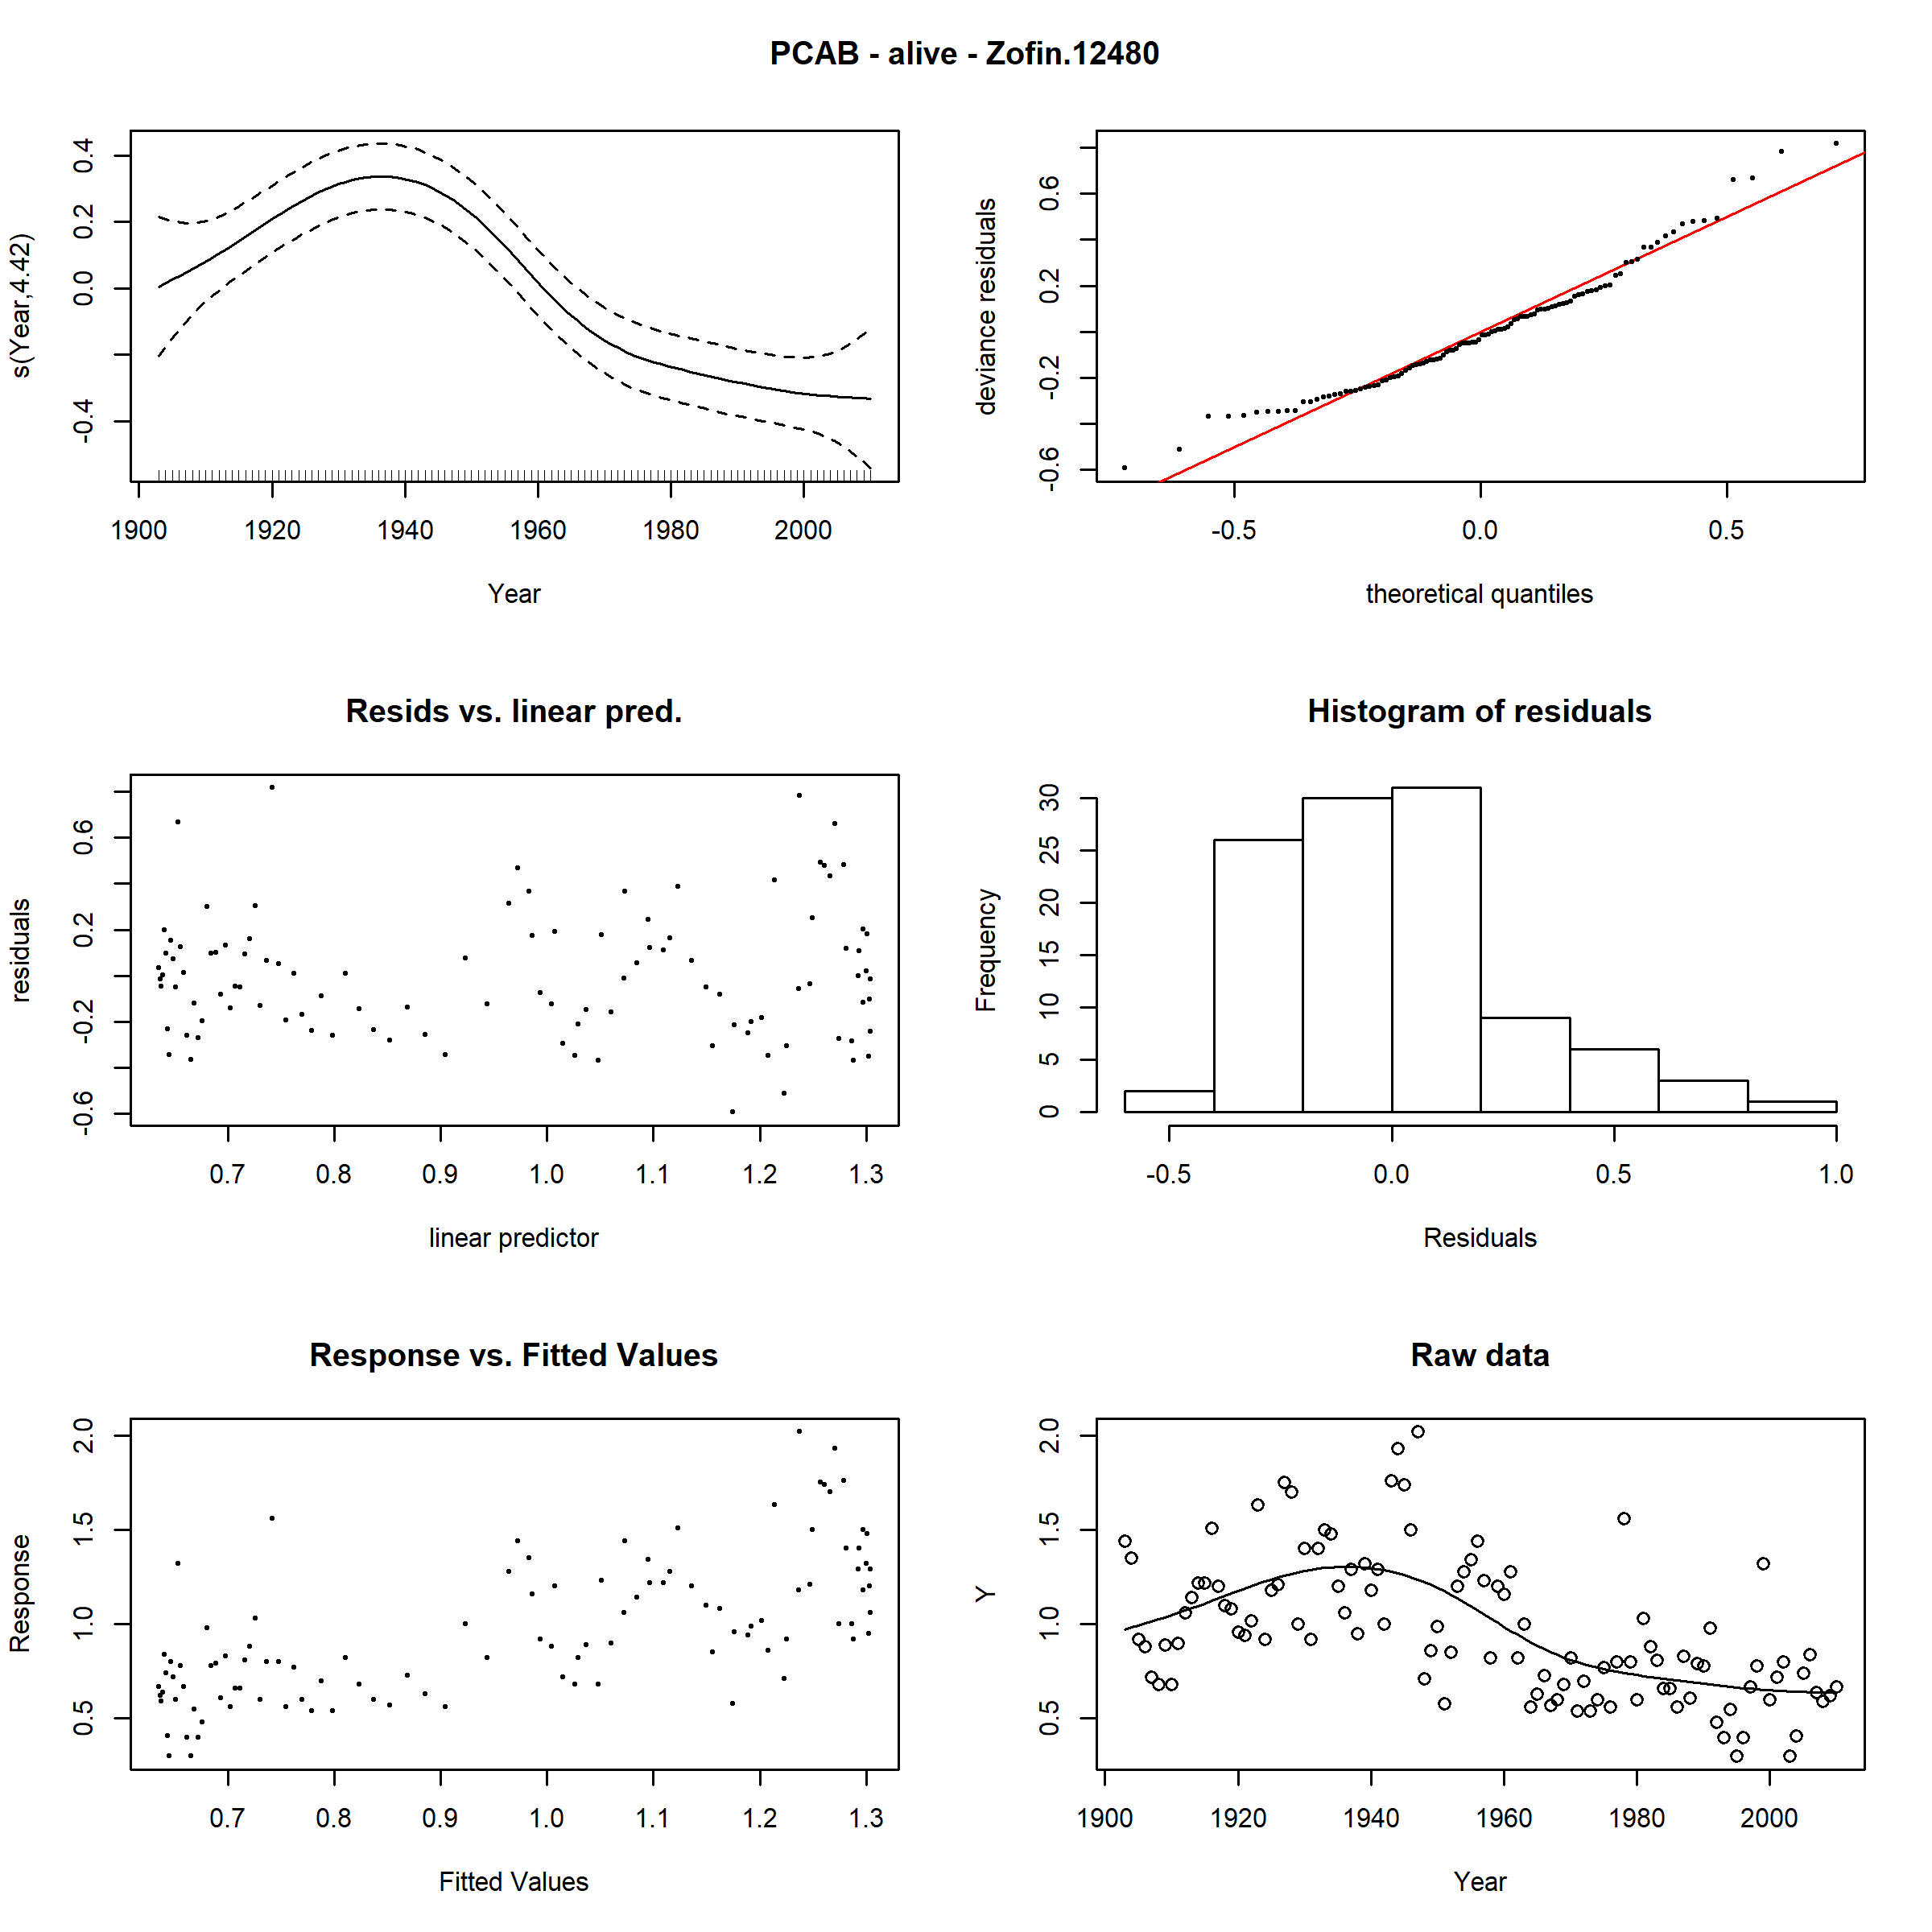 PCAB - alive - Zofin.12480
s(Year,4.42)
-0.4 0.0 0.2 0.4
1900 1920 1940 1960 1980 2000
Year
deviance residuals
-0.6 -0.2 0.2 0.6
-0.5 0.0 0.5
theoretical quantiles
Resids vs. linear pred.
residuals
-0.6 -0.2 0.2 0.6
0.7 0.8 0.9 1.0 1.1 1.2 1.3
linear predictor
Histogram of residuals
Frequency
0 5 10 15 20 25 30
-0.5 0.0 0.5 1.0
Residuals
Response vs. Fitted Values
Response
0.5 1.0 1.5 2.0
0.7 0.8 0.9 1.0 1.1 1.2 1.3
Fitted Values
Raw data
Y
0.5 1.0 1.5 2.0
1900 1920 1940 1960 1980 2000
Year